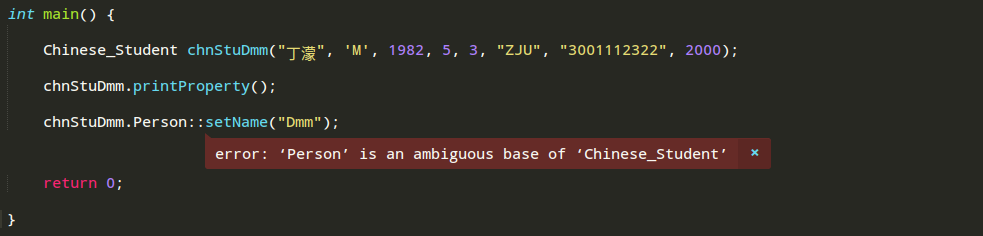 int main() {
Chinese_Student chnStuDmm("丁濛", 'M', 1982, 5, 3, "ZJU", "3001112322", 2000);
chnStuDmm.printProperty();
chnStuDmm.Person::setName("Dmm");
error: ‘Person’ is an ambiguous base of ‘Chinese_Student’ ×
return 0;
}